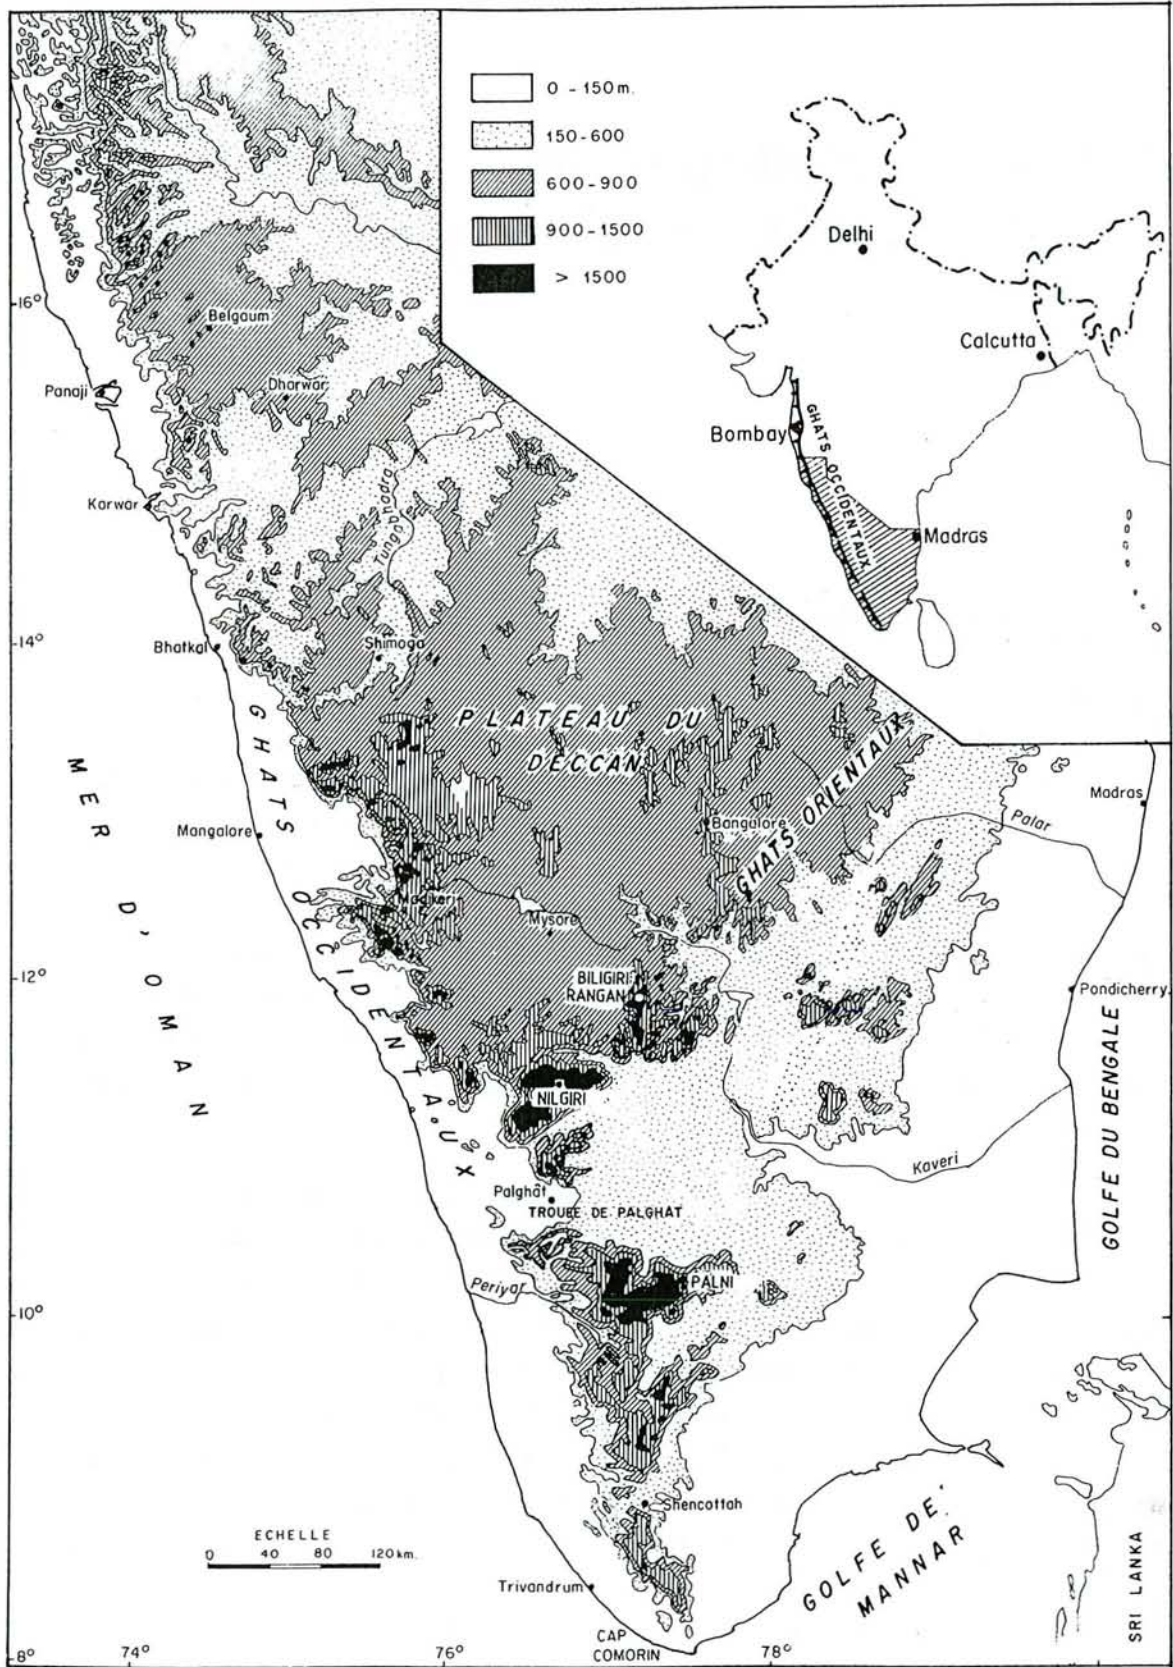 0 - 150 m.
150-600
600-900
900-1500
> 1500
Delhi
Calcutta
Bombay
GHATS OCCIDENTAUX
Madras
16°
Belgaum
Dharwar
Panaji
Karwar
Tungabhadra
14°
Bhatkal
Shimoga
PLATEAU DU
DECCAN
GHATS ORIENTAUX
GHATS OCCIDENTAUX
MER D'OMAN
Mangalore
Bangalore
Madras
Palar
Madikeri
Mysore
12°
BILIGIRI
RANGAN
Pondicherry
NILGIRI
GOLFE DU BENGALE
Kaveri
Palghāt
TROUEE DE PALGHAT
Periyar
PALNI
10°
Shencottah
ECHELLE
0 40 80 120 km.
Trivandrum
GOLFE DE
MANNAR
SRI LANKA
CAP
COMORIN
8°
74°
76°
78°